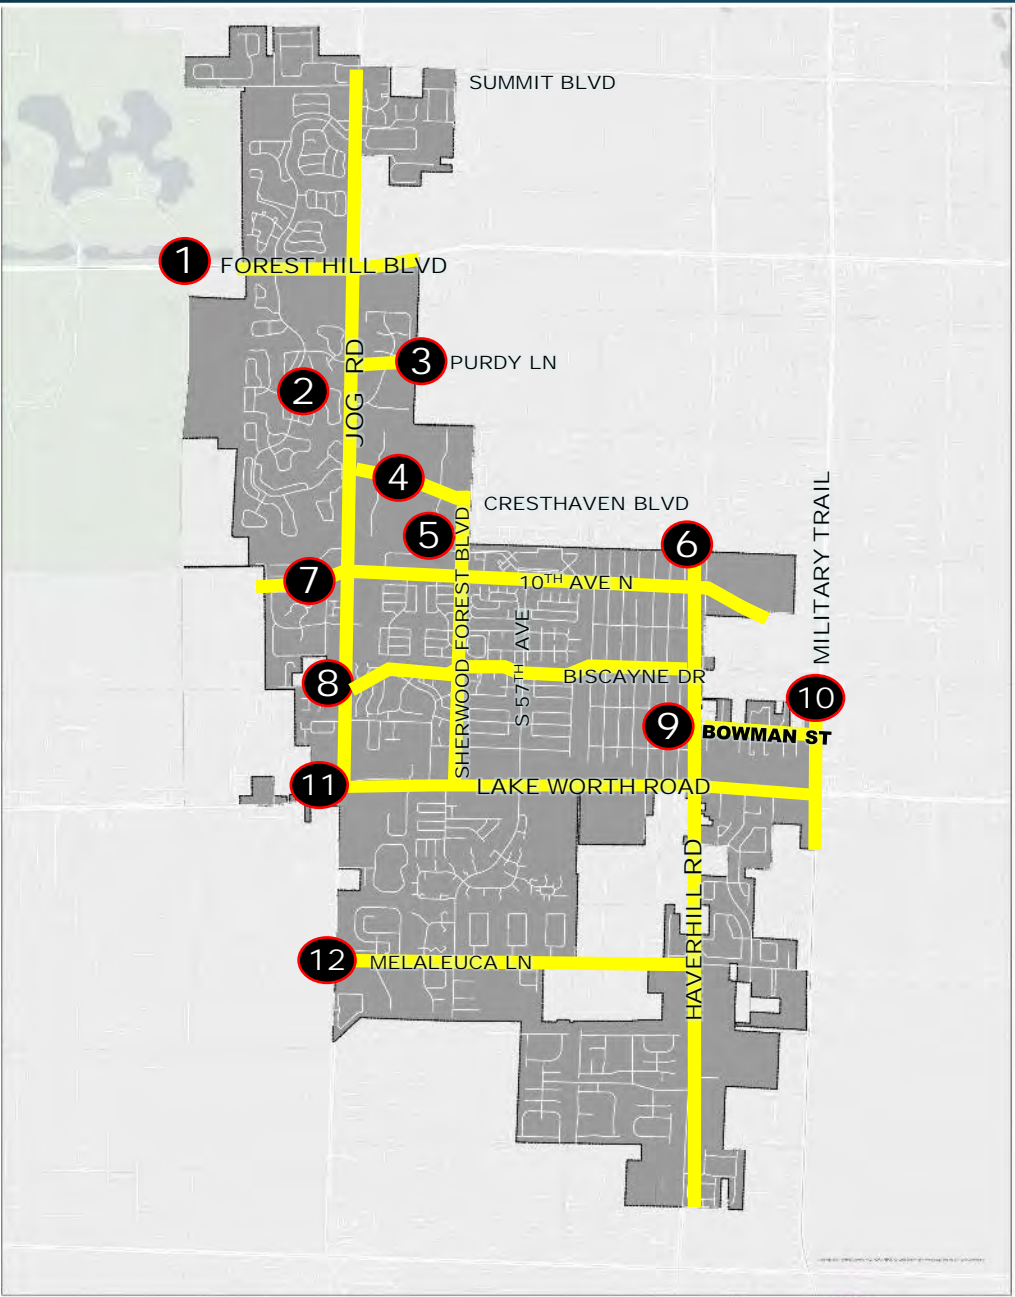 SUMMIT BLVD
1
FOREST HILL BLVD
JOG RD
3
PURDY LN
2
4
CRESTHAVEN BLVD
5
6
MILITARY TRAIL
7
10TH AVE N
SHERWOOD FOREST BLVD
S 57TH AVE
8
BISCAYNE DR
10
9
BOWMAN ST
11
LAKE WORTH ROAD
HAVERHILL RD
12
MELALEUCA LN